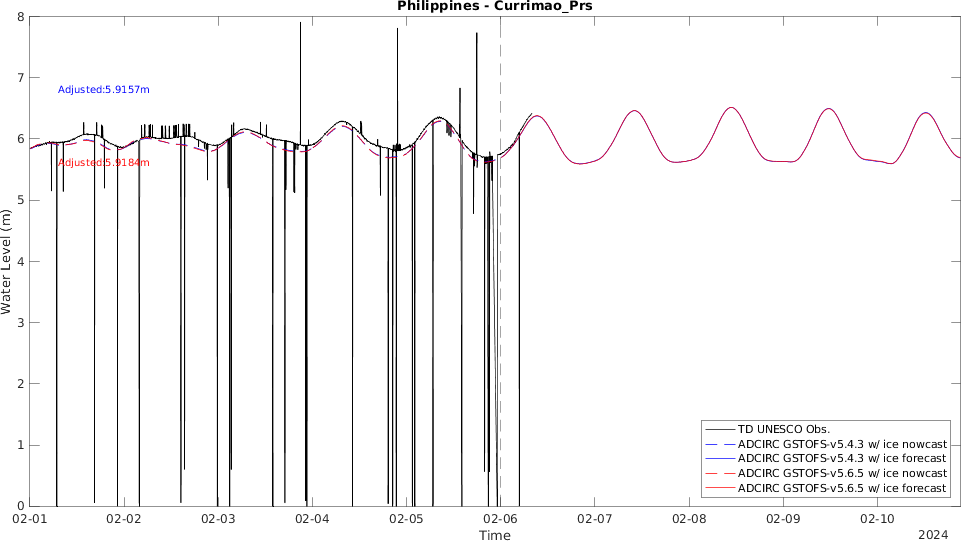 Philippines - Currimao_Prs
8
7
6
5
4
3
2
1
0
Water Level (m)
Adjusted:5.9157m
Adjusted:5.9184m
TD UNESCO Obs.
ADCIRC GSTOFS-v5.4.3 w/ ice nowcast
ADCIRC GSTOFS-v5.4.3 w/ ice forecast
ADCIRC GSTOFS-v5.6.5 w/ ice nowcast
ADCIRC GSTOFS-v5.6.5 w/ ice forecast
02-01 02-02 02-03 02-04 02-05 02-06 02-07 02-08 02-09 02-10
Time
2024